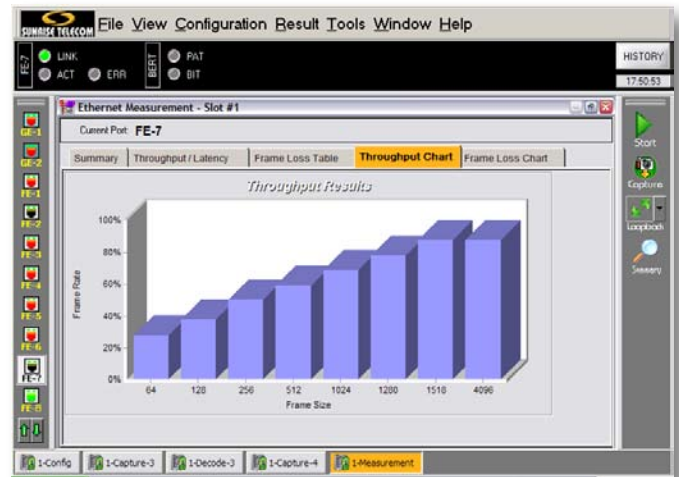 SUNRISE TELECOM
File View Configuration Result Tools Window Help
FE-7
LINK
ACT ERR
BERT
PAT
BIT
HISTORY
17:50:53
Ethernet Measurement - Slot #1
Current Port: FE-7
Summary Throughput / Latency Frame Loss Table Throughput Chart Frame Loss Chart
Throughput Results
100%
80%
60%
40%
20%
0%
Frame Rate
64 128 256 512 1024 1280 1518 4096
Frame Size
GE-1
GE-2
FE-1
FE-2
FE-3
FE-4
FE-5
FE-6
FE-7
FE-8
Start
Capture
Loopback
1-Config 1-Capture-3 1-Decode-3 1-Capture-4 1-Measurement